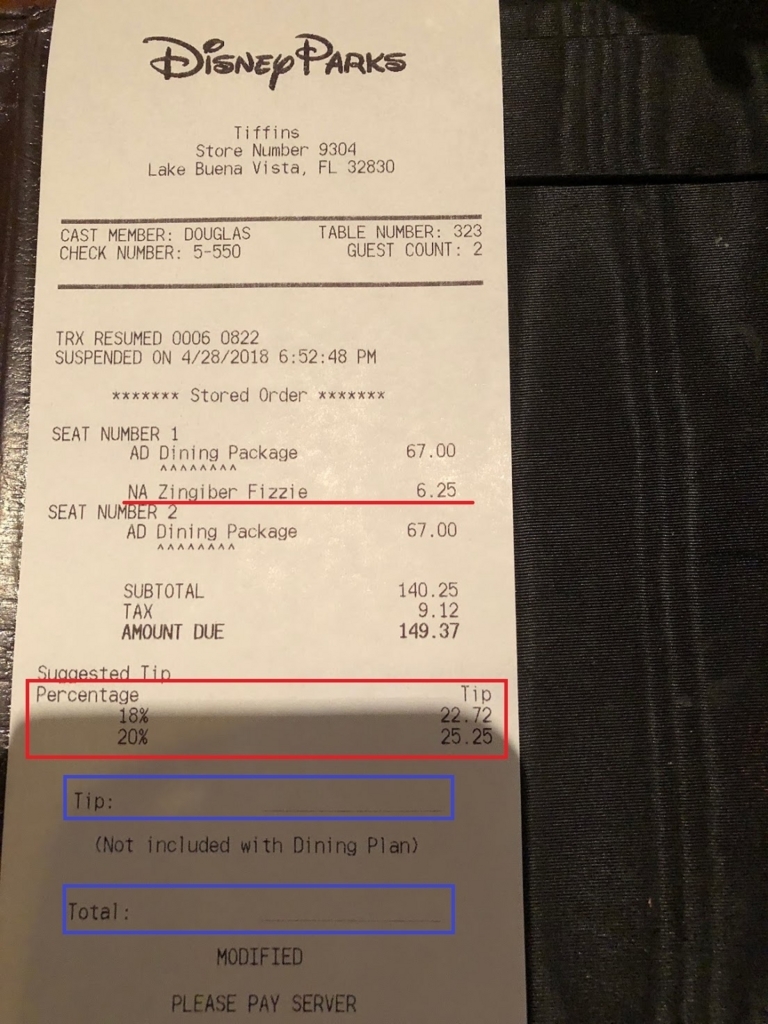 Disney Parks
Tiffins
Store Number 9304
Lake Buena Vista, FL 32830
CAST MEMBER: DOUGLAS TABLE NUMBER: 323
CHECK NUMBER: 5-550 GUEST COUNT: 2
TRX RESUMED 0006 0822
SUSPENDED ON 4/28/2018 6:52:48 PM
******* Stored Order *******
SEAT NUMBER 1
AD Dining Package 67.00
^^^^^^^^
NA Zingiber Fizzie 6.25
SEAT NUMBER 2
AD Dining Package 67.00
^^^^^^^^
SUBTOTAL 140.25
TAX 9.12
AMOUNT DUE 149.37
Suggested Tip
Percentage Tip
18% 22.72
20% 25.25
Tip:
(Not included with Dining Plan)
Total:
MODIFIED
PLEASE PAY SERVER